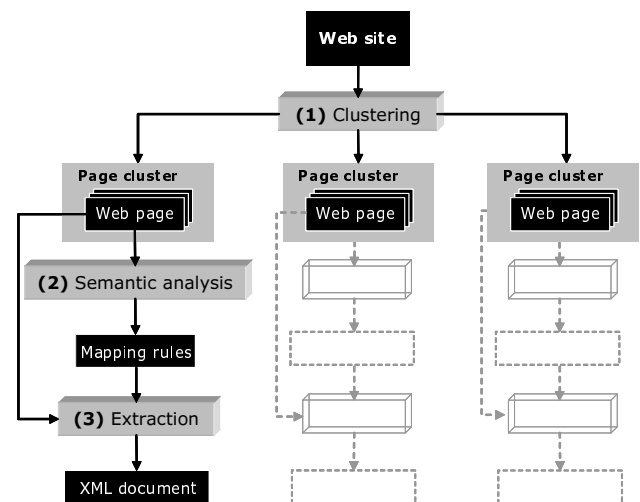 Web site
(1) Clustering
Page cluster
Web page
Page cluster
Web page
Page cluster
Web page
(2) Semantic analysis
Mapping rules
(3) Extraction
XML document